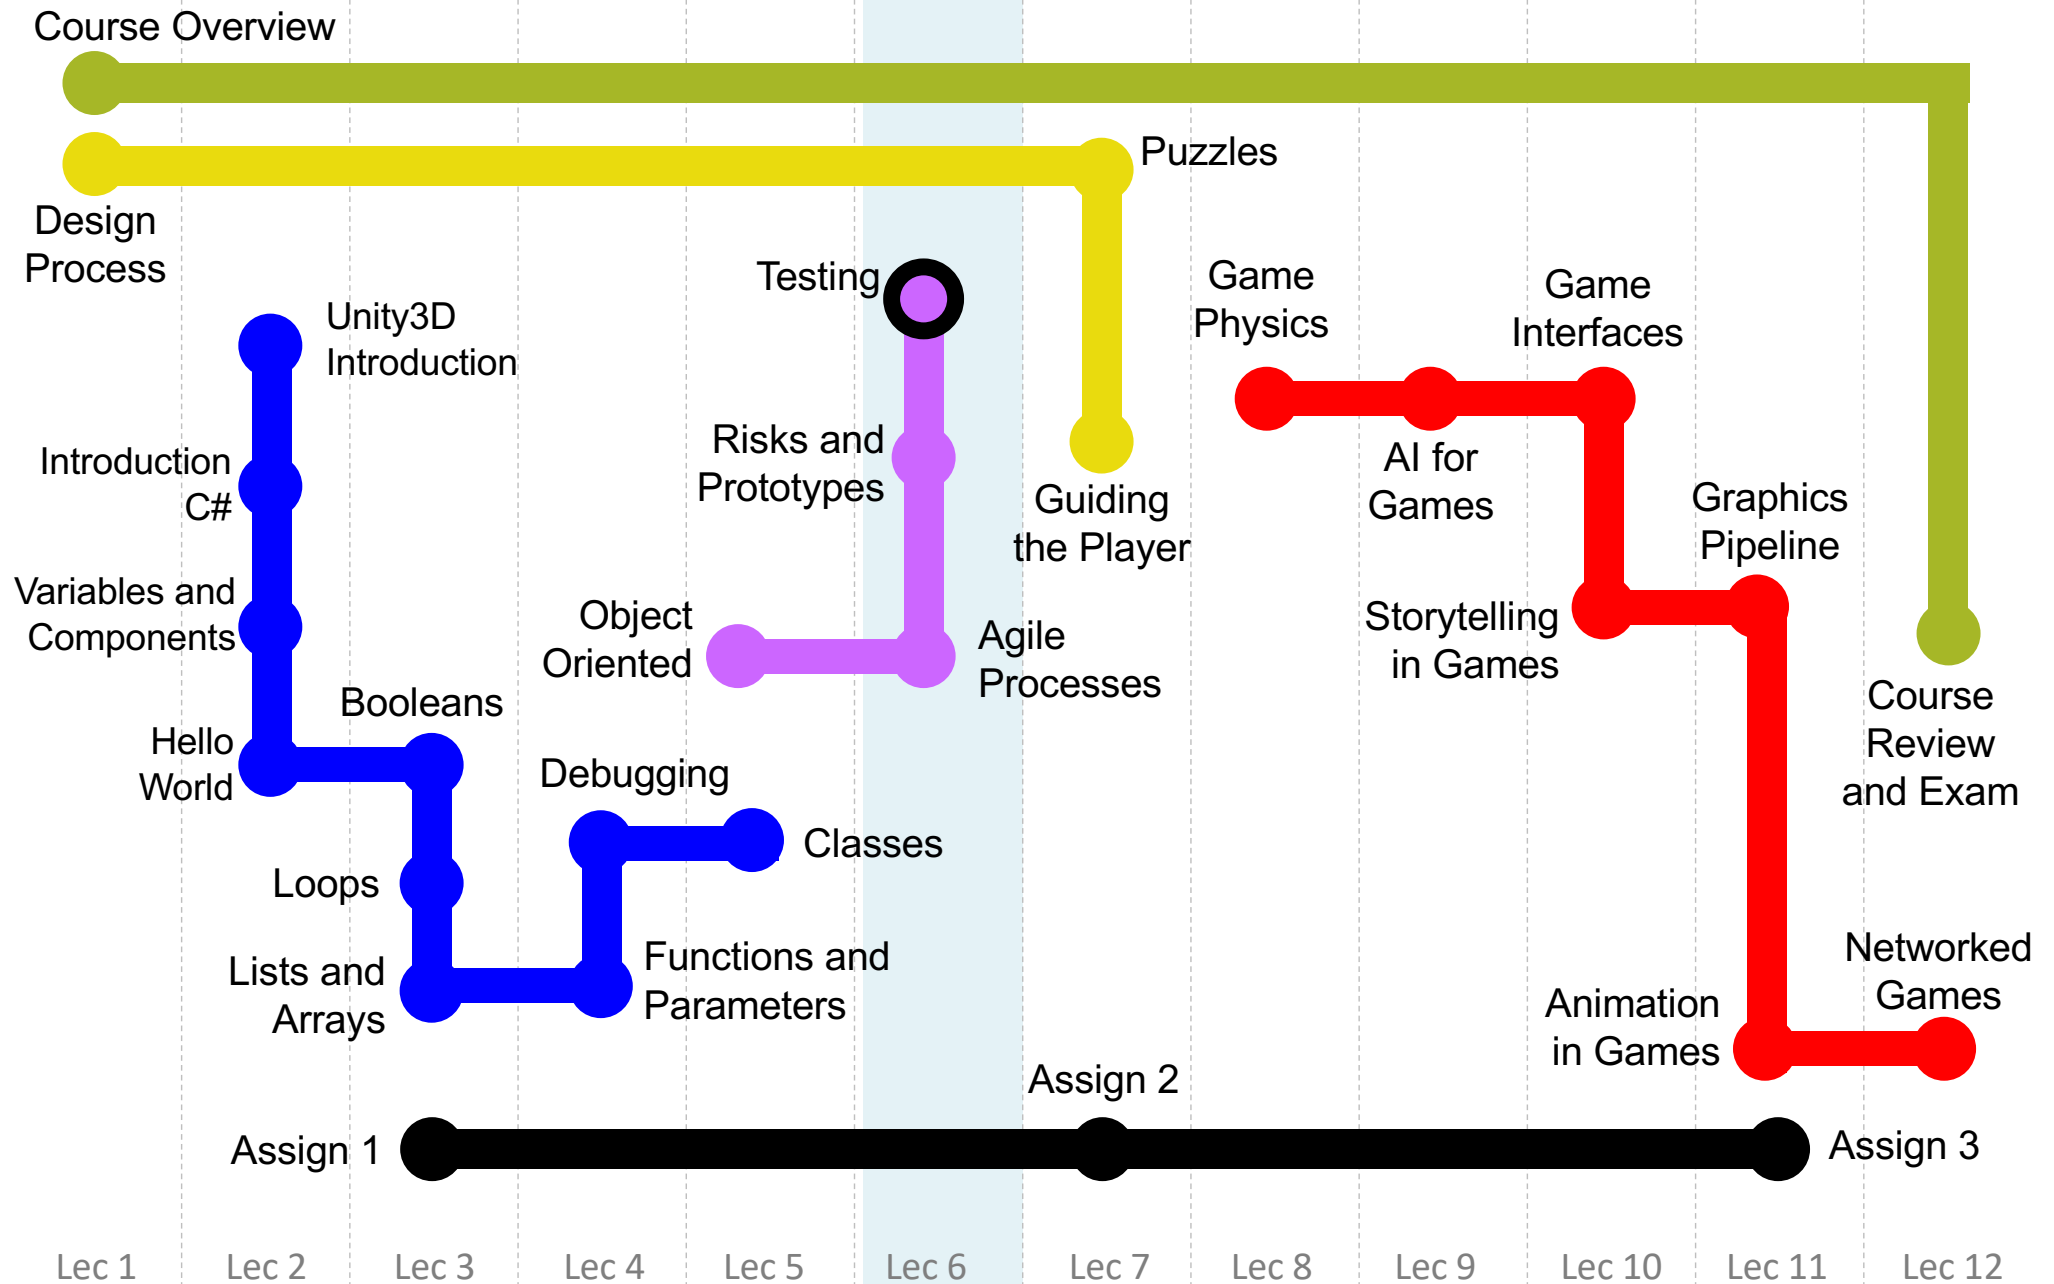 Course Overview
Puzzles
Design
Process
Testing
Game
Physics
Game
Interfaces
Unity3D
Introduction
Introduction
C#
Risks and
Prototypes
AI for
Games
Guiding
the Player
Graphics
Pipeline
Variables and
Components
Object
Oriented
Agile
Processes
Storytelling
in Games
Course
Review
and Exam
Booleans
Hello
World
Debugging
Classes
Loops
Lists and
Arrays
Functions and
Parameters
Networked
Games
Animation
in Games
Assign 2
Assign 1
Assign 3
Lec 1
Lec 2
Lec 3
Lec 4
Lec 5
Lec 6
Lec 7
Lec 8
Lec 9
Lec 10
Lec 11
Lec 12